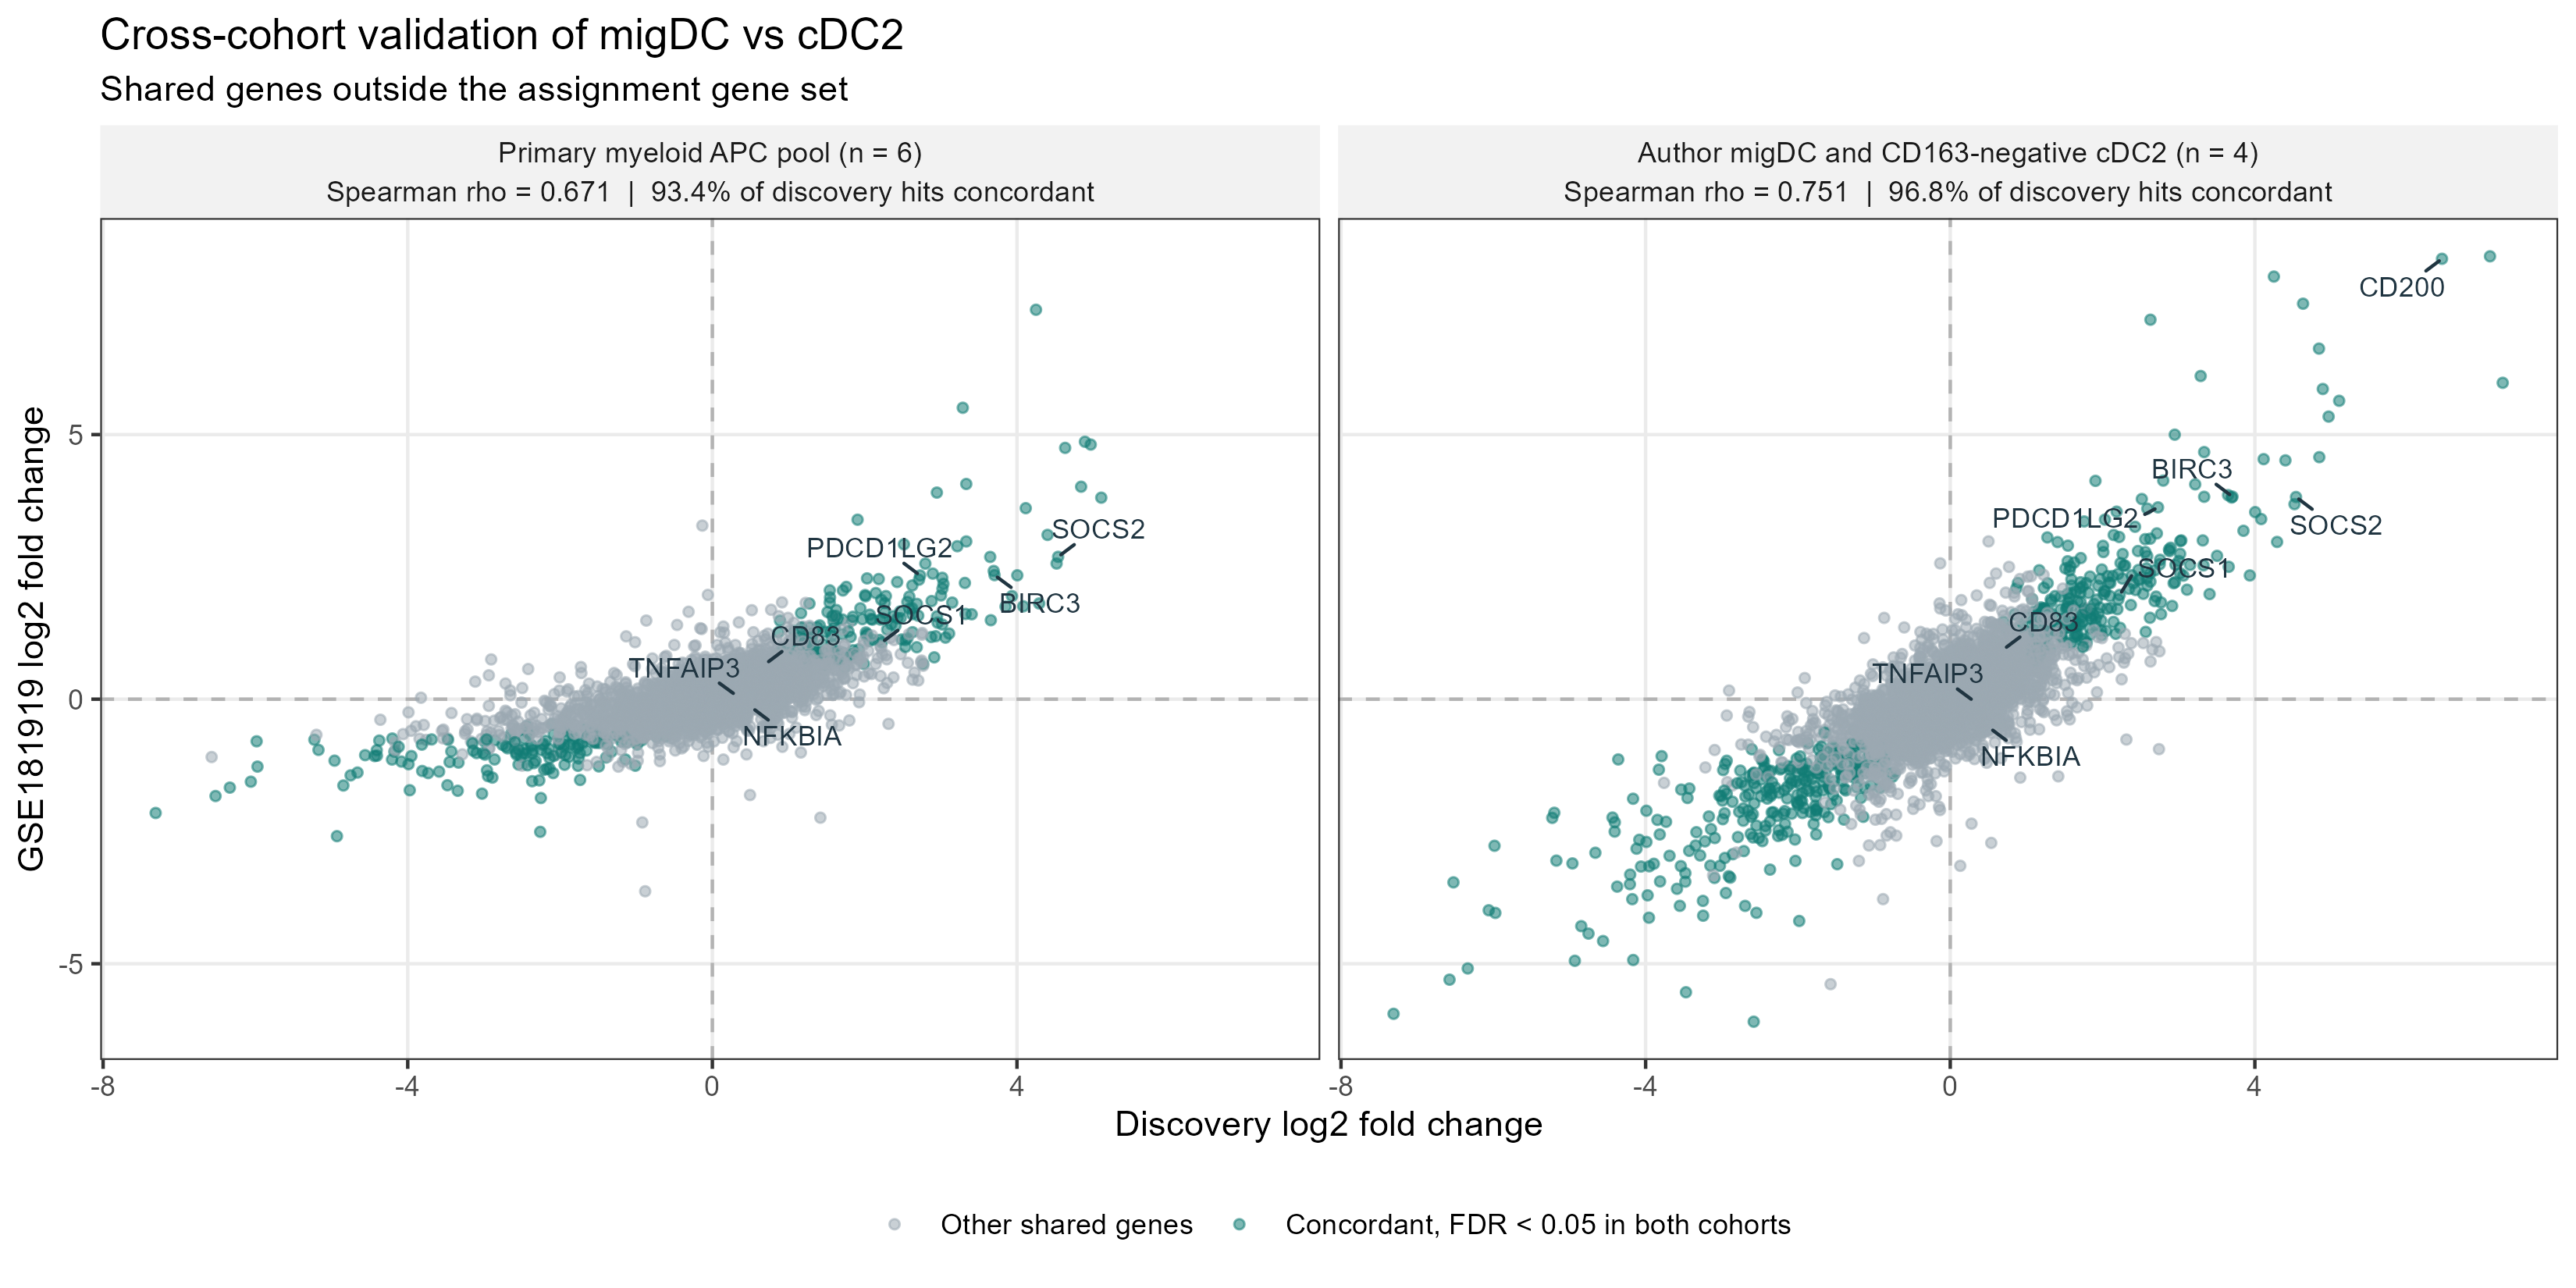 Cross-cohort validation of migDC vs cDC2
Shared genes outside the assignment gene set
Primary myeloid APC pool (n = 6)
Spearman rho = 0.671 | 93.4% of discovery hits concordant
Author migDC and CD163-negative cDC2 (n = 4)
Spearman rho = 0.751 | 96.8% of discovery hits concordant
GSE181919 log2 fold change
5
0
-5
PDCD1LG2
SOCS2
BIRC3
SOCS1
CD83
TNFAIP3
NFKBIA
CD200
BIRC3
PDCD1LG2
SOCS2
SOCS1
CD83
TNFAIP3
NFKBIA
-8
-4
0
4
-8
-4
0
4
Discovery log2 fold change
Other shared genes
Concordant, FDR < 0.05 in both cohorts